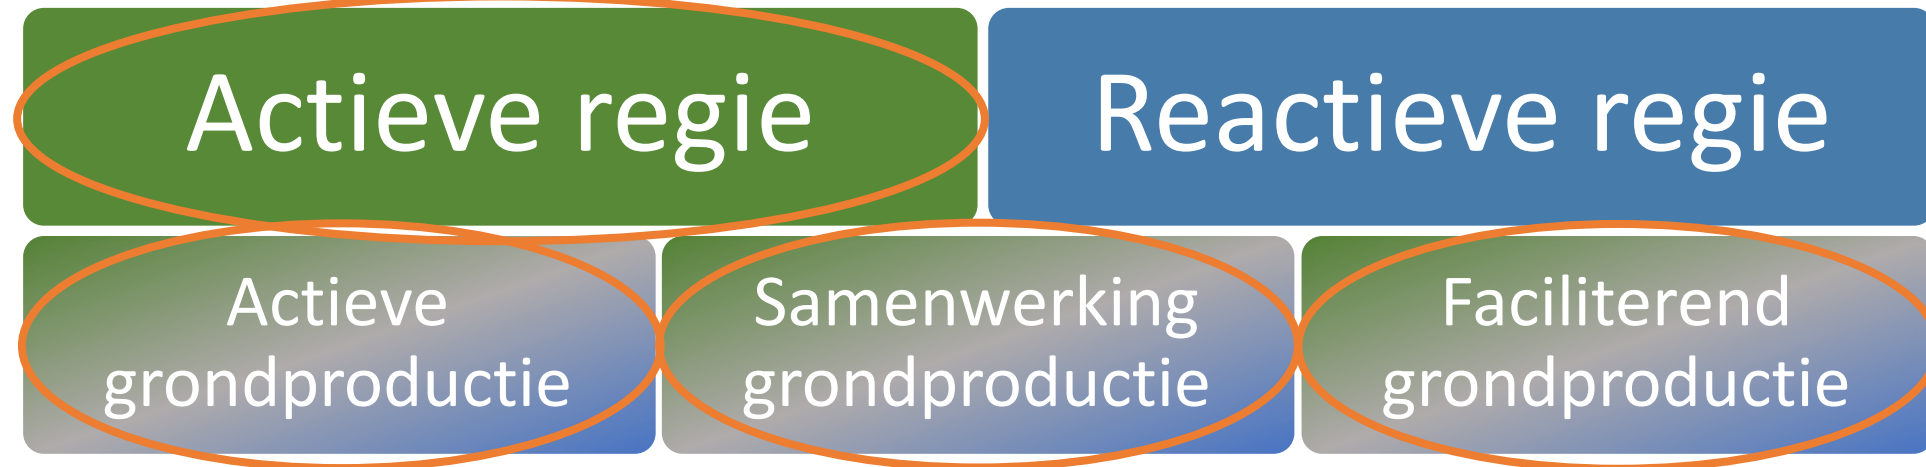 Actieve regie
Reactieve regie
Actieve
grondproductie
Samenwerking
grondproductie
Faciliterend
grondproductie